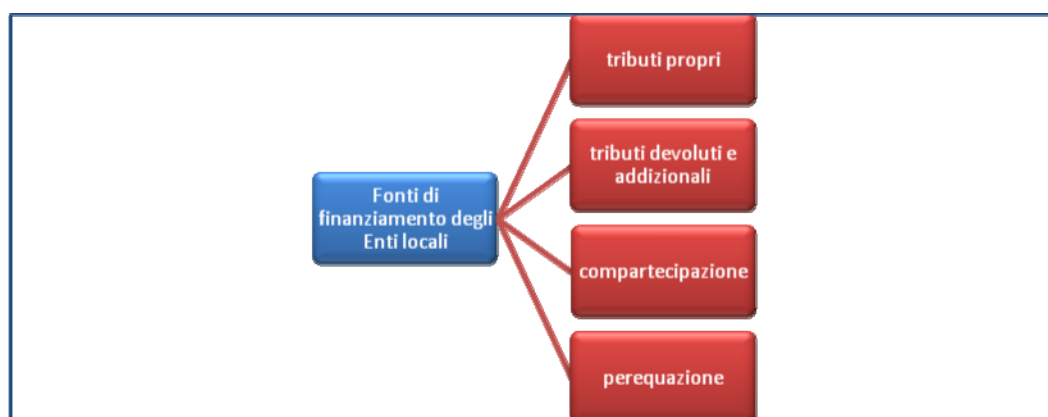 Fonti di
finanziamento degli
Enti locali
tributi propri
tributi devoluti e
addizionali
compartecipazione
perequazione